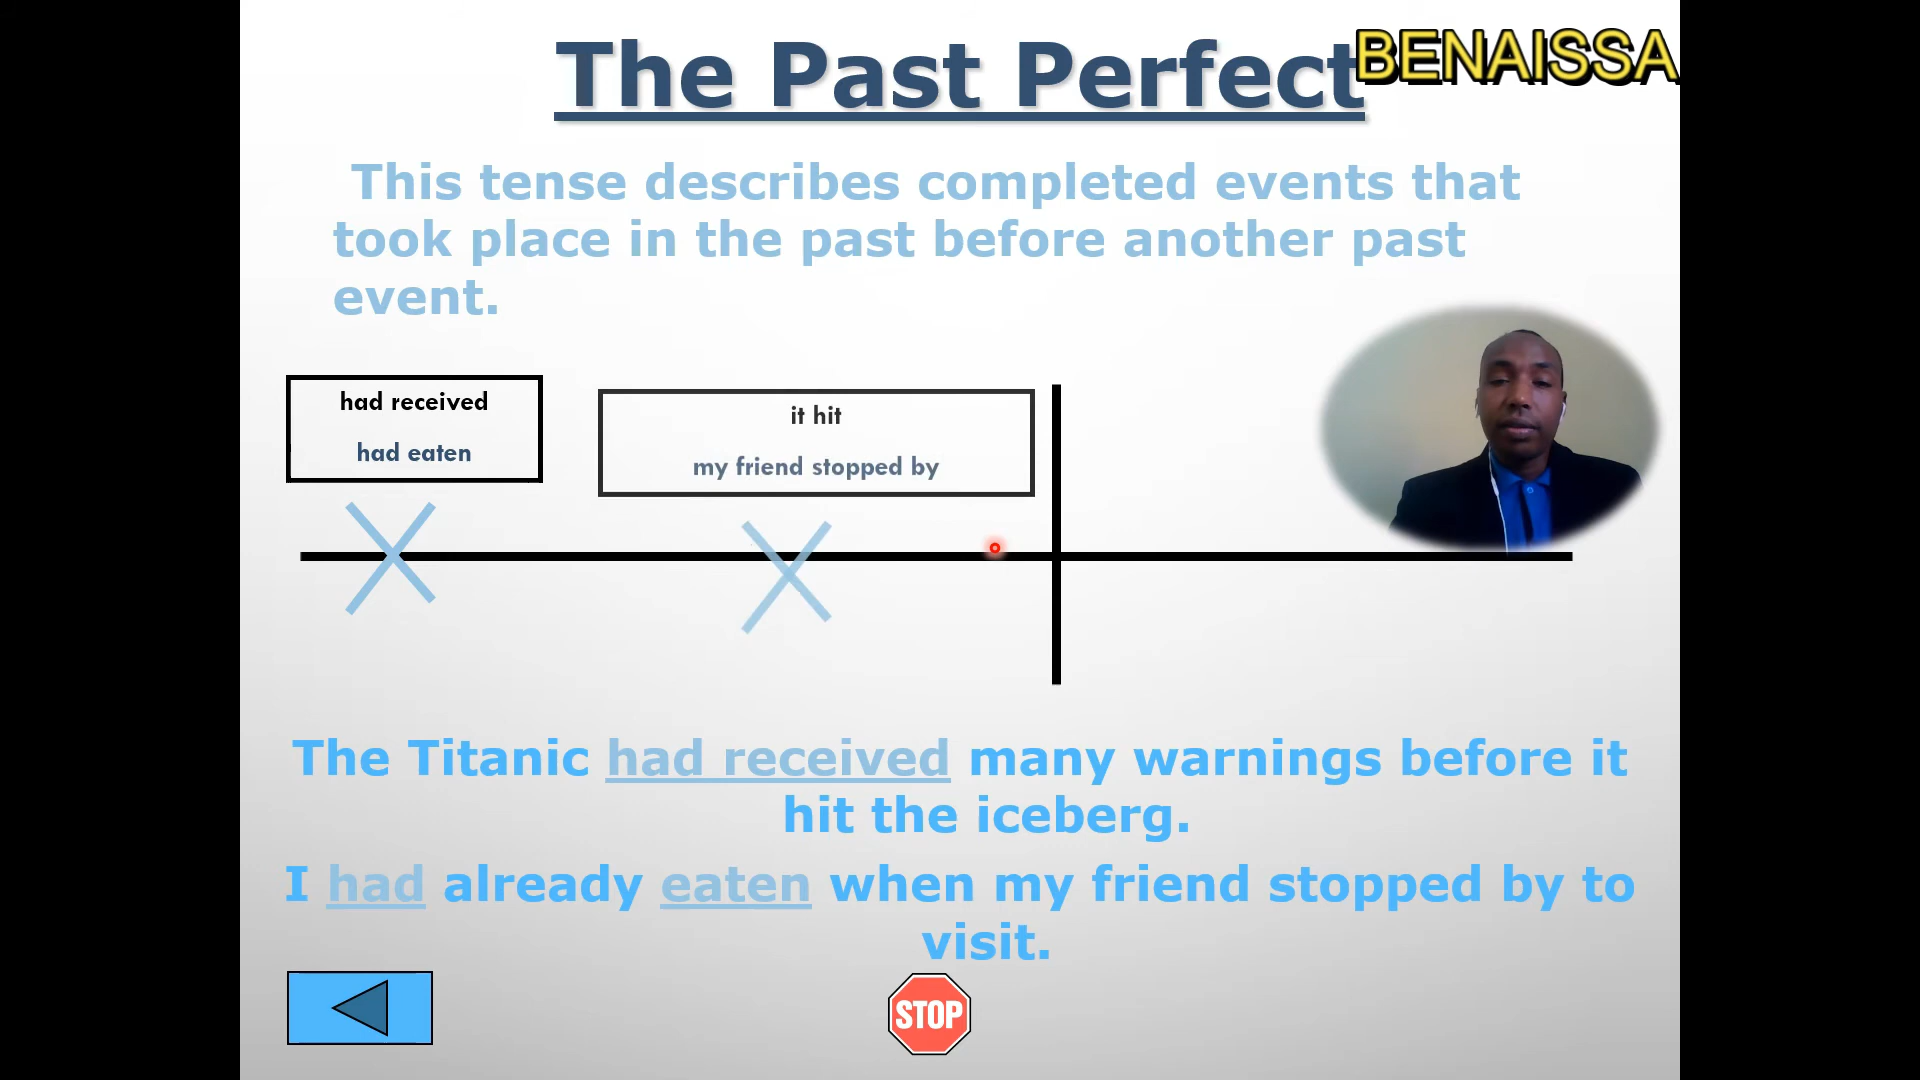 The Past Perfect
BENAISSA
This tense describes completed events that
took place in the past before another past
event.
had received
had eaten
it hit
my friend stopped by
The Titanic had received many warnings before it
hit the iceberg.
I had already eaten when my friend stopped by to
visit.
STOP